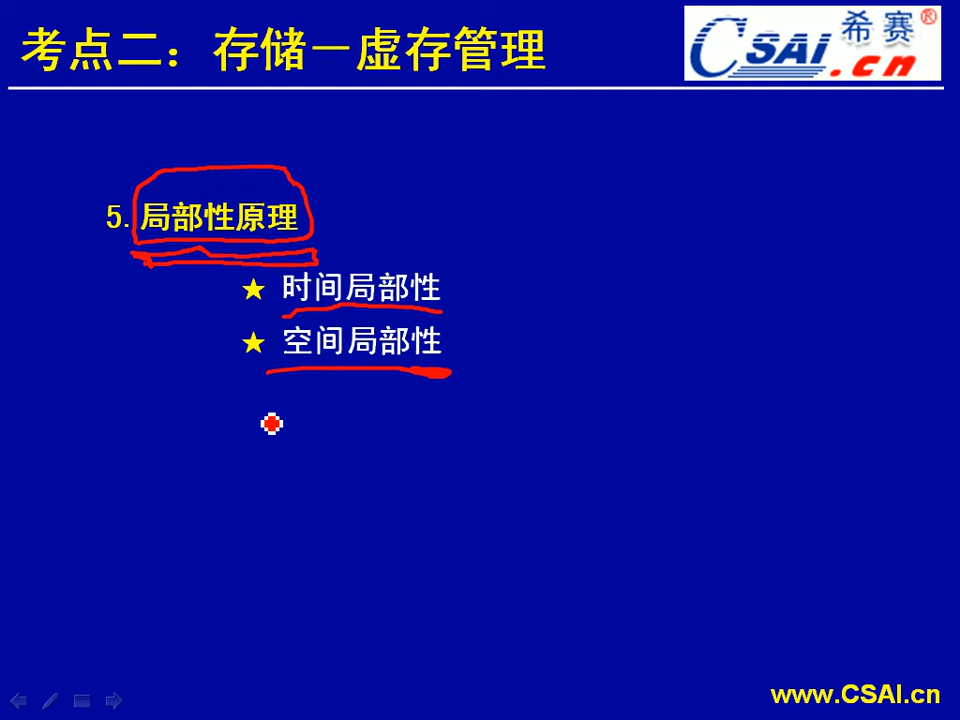 考点二：存储－虚存管理
CSAI.cn 希赛®
5. 局部性原理
★ 时间局部性
★ 空间局部性
www.CSAI.cn